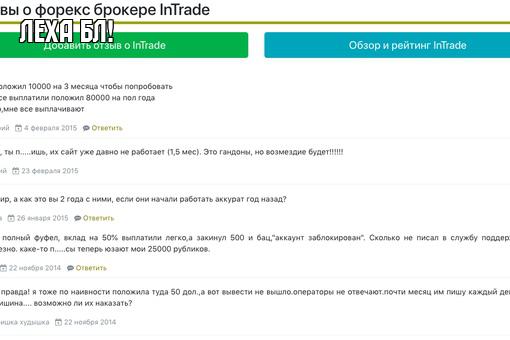 вы о форекс брокере InTrade
ЛЕХА БЛ!
Добавить отзыв о InTrade
Обзор и рейтинг InTrade
оложил 10000 на 3 месяца чтобы попробовать
се выплатили положил 80000 на пол года
,мне все выплачивают
ий 4 февраля 2015 Ответить
, ты п.....ишь, их сайт уже давно не работает (1,5 мес). Это гандоны, но возмездие будет!!!!!!
ий 23 февраля 2015
ир, а как это вы 2 года с ними, если они начали работать аккурат год назад?
а 26 января 2015 Ответить
полный фуфел, вклад на 50% выплатили легко,а закинул 500 и бац,"аккаунт заблокирован". Сколько не писал в службу поддер
езно. каке-то п.....сы теперь юзают мои 25000 рубликов.
22 ноября 2014 Ответить
правда! я тоже по наивности положила туда 50 дол.,а вот вывести не вышло.операторы не отвечают.почти месяц им пишу каждый де
ишина.... возможно ли их наказать?
ишка худышка 22 ноября 2014